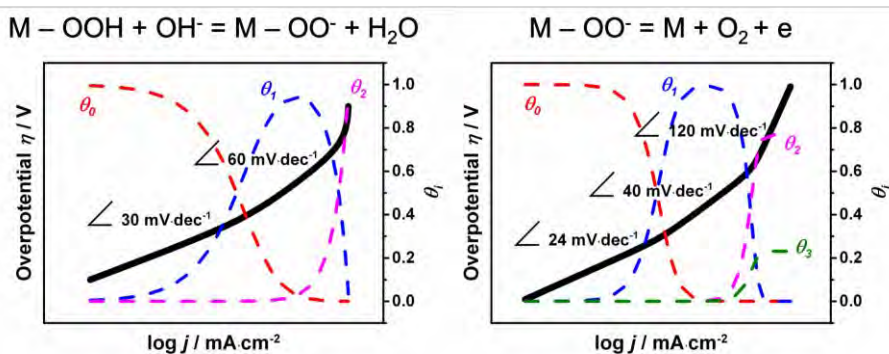 M – OOH + OH⁻ = M – OO⁻ + H₂O
M – OO⁻ = M + O₂ + e
Overpotential η / V
θ₀
θ₁
θ₂
60 mV·dec⁻¹
30 mV·dec⁻¹
1.0
0.8
0.6
0.4
0.2
0.0
θᵢ
log j / mA·cm⁻²
Overpotential η / V
θ₀
θ₁
120 mV·dec⁻¹
θ₂
40 mV·dec⁻¹
24 mV·dec⁻¹
θ₃
1.0
0.8
0.6
0.4
0.2
0.0
θᵢ
log j / mA·cm⁻²